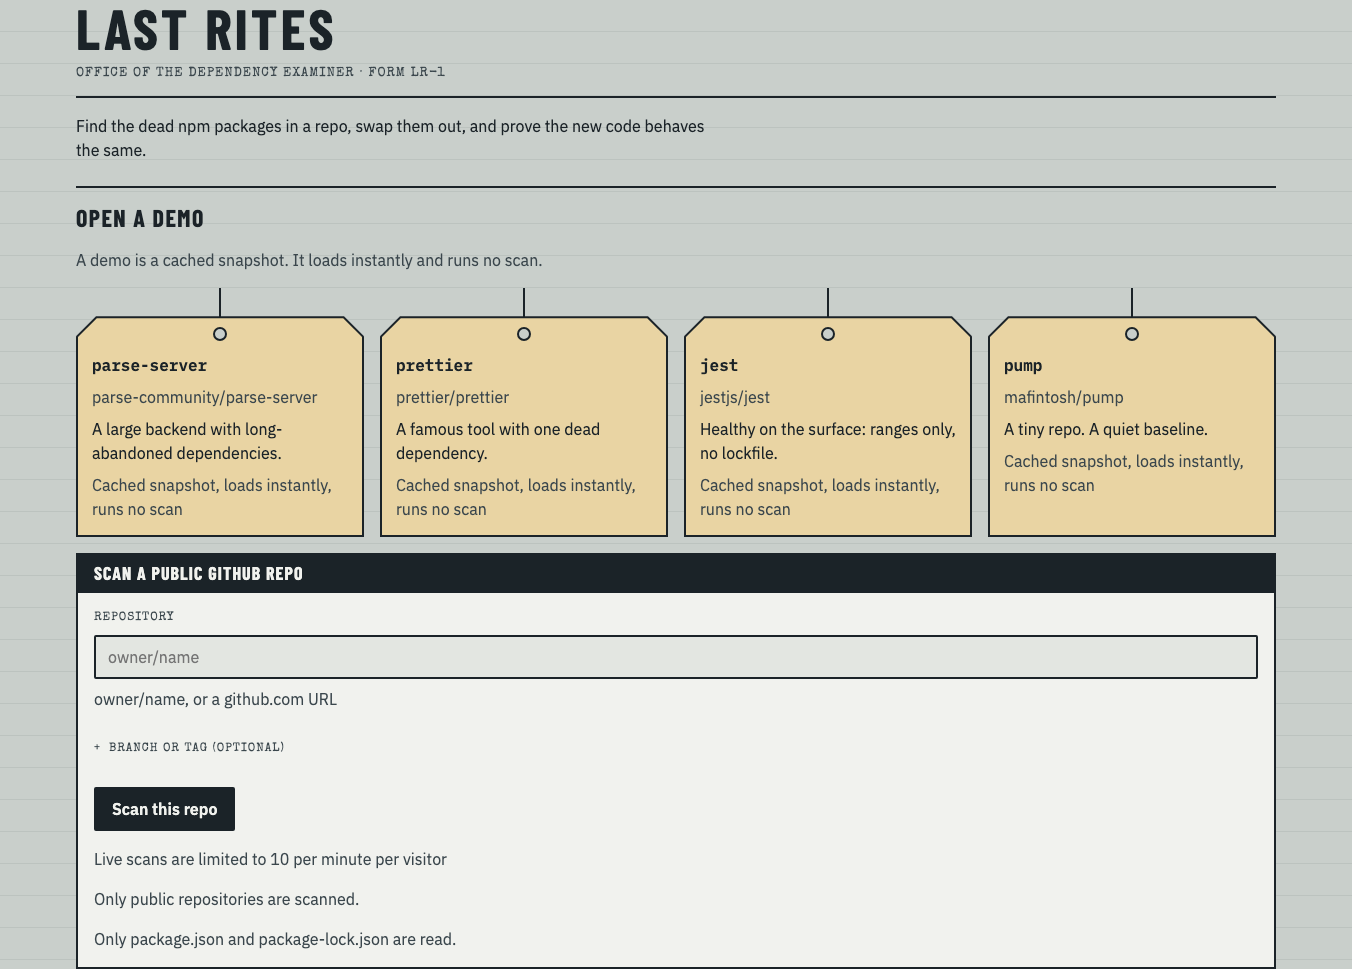 LAST RITES
OFFICE OF THE DEPENDENCY EXAMINER · FORM LR-1
Find the dead npm packages in a repo, swap them out, and prove the new code behaves
the same.
OPEN A DEMO
A demo is a cached snapshot. It loads instantly and runs no scan.
parse-server
parse-community/parse-server
A large backend with long-
abandoned dependencies.
Cached snapshot, loads instantly,
runs no scan
prettier
prettier/prettier
A famous tool with one dead
dependency.
Cached snapshot, loads instantly,
runs no scan
jest
jestjs/jest
Healthy on the surface: ranges only,
no lockfile.
Cached snapshot, loads instantly,
runs no scan
pump
mafintosh/pump
A tiny repo. A quiet baseline.
Cached snapshot, loads instantly,
runs no scan
SCAN A PUBLIC GITHUB REPO
REPOSITORY
owner/name
owner/name, or a github.com URL
+ BRANCH OR TAG (OPTIONAL)
Scan this repo
Live scans are limited to 10 per minute per visitor
Only public repositories are scanned.
Only package.json and package-lock.json are read.